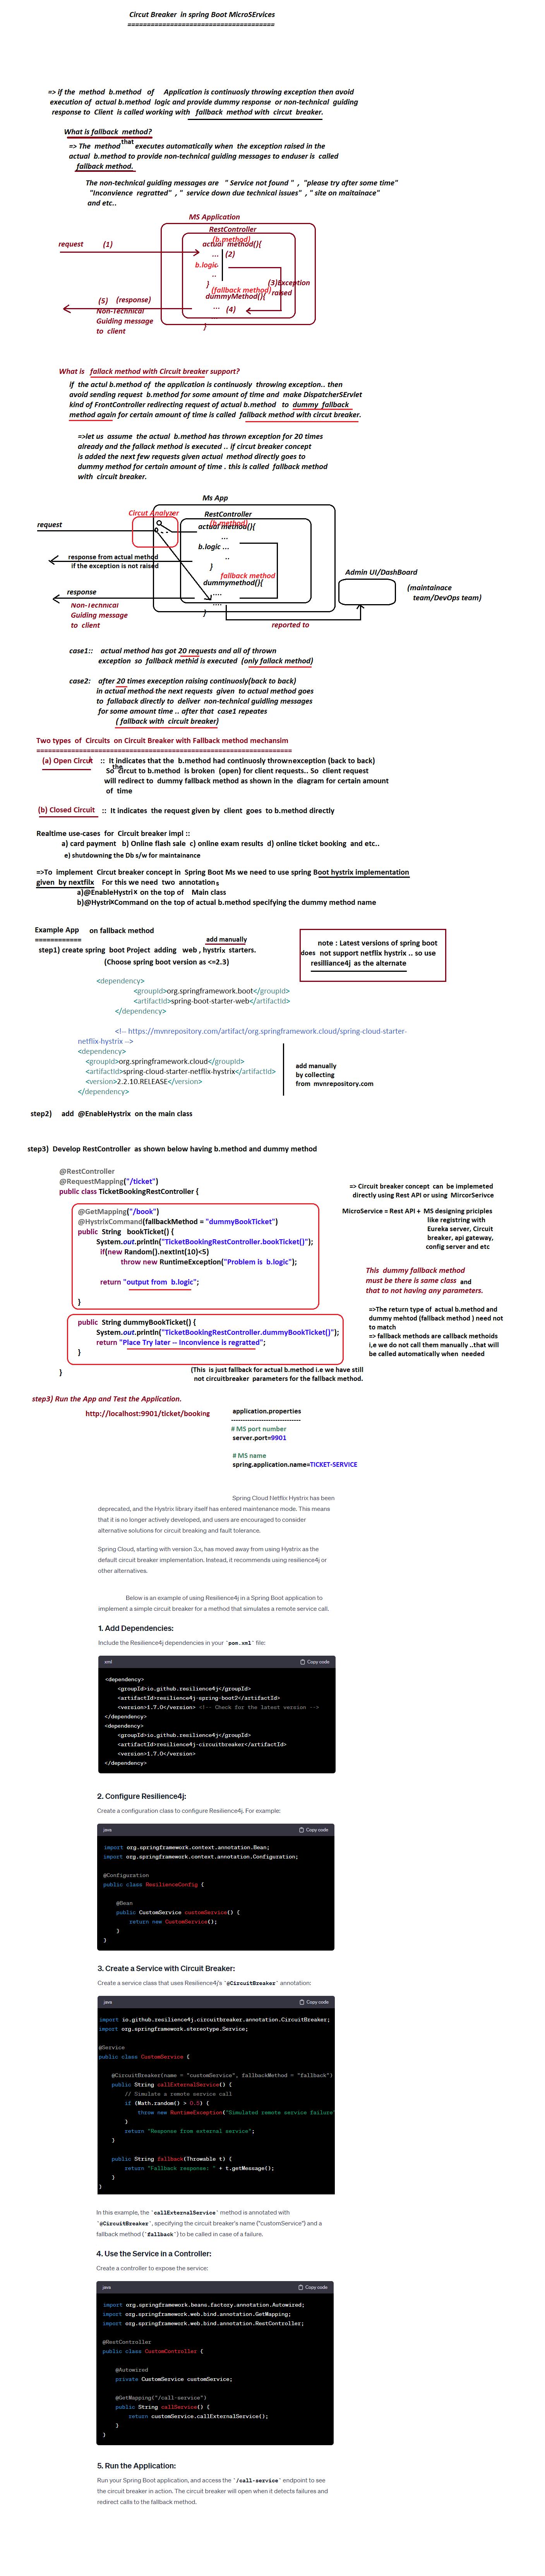 Circut Breaker in spring Boot MicroSErvices
======================================
=> if the method b.method of Application is continuosly throwing exception then avoid
execution of actual b.method logic and provide dummy response or non-technical guiding
response to Client is called working with fallback method with circut breaker.
What is fallback method?
=> The method that executes automatically when the exception raised in the
actual b.method to provide non-technical guiding messages to enduser is called
fallback method.
The non-technical guiding messages are " Service not found " , "please try after some time"
"Inconvience regratted" , " service down due technical issues" , " site on maitainace"
and etc..
MS Application
RestController
(b.method)
request (1)
actual method(){
... (2)
b.logic
..
}
(3)Exception
raised
(fallback method)
dummyMethod(){
(5) (response)
... (4)
Non-Technical
Guiding message
to client
...
}
What is fallack method with Circuit breaker support?
if the actul b.method of the application is continuosly throwing exception.. then
avoid sending request b.method for some amount of time and make DispatcherSErvlet
kind of FrontController redirecting request of actual b.method to dummy fallback
method again for certain amount of time is called fallback method with circut breaker.
=>let us assume the actual b.method has thrown exception for 20 times
already and the fallack method is executed .. if circuit breaker concept
is added the next few requests given actual method directly goes to
dummy method for certain amount of time . this is called fallback method
with circuit breaker.
Ms App
Circut Analyzer
RestController
(b.method)
request
actual method(){
...
b.logic ...
..
}
response from actual method
if the exception is not raised
fallback method
dummymethod(){
....
....
}
response
Non-Technical
Guiding message
to client
Admin UI/DashBoard
(maintainace
team/DevOps team)
reported to
case1:: actual method has got 20 requests and all of thrown
exception so fallback methid is executed (only fallack method)
case2: after 20 times exeception raising continuosly(back to back)
in actual method the next requests given to actual method goes
to fallaback directly to deliver non-technical guiding messages
for some amount time .. after that case1 repeates
( fallback with circuit breaker)
Two types of Circuits on Circuit Breaker with Fallback method mechansim
==================================================================
(a) Open Circuit :: It indicates that the b.method had continuosly thrown exception (back to back)
So the circut to b.method is broken (open) for client requests.. So client request
will redirect to dummy fallback method as shown in the diagram for certain amount
of time
(b) Closed Circuit :: It indicates the request given by client goes to b.method directly
Realtime use-cases for Circuit breaker impl ::
a) card payment b) Online flash sale c) online exam results d) online ticket booking and etc..
e) shutdowning the Db s/w for maintainance
=>To implement Circut breaker concept in Spring Boot Ms we need to use spring Boot hystrix implementation
given by nextfilx For this we need two annotations
a)@EnableHystrix on the top of Main class
b)@HystrixCommand on the top of actual b.method specifying the dummy method name
Example App on fallback method
============
add manually
step1) create spring boot Project adding web , hystrix starters.
(Choose spring boot version as <=2.3)
note : Latest versions of spring boot
does not support netflix hystrix .. so use
resilliance4j as the alternate
<dependency>
<groupId>org.springframework.boot</groupId>
<artifactId>spring-boot-starter-web</artifactId>
</dependency>
<!-- https://mvnrepository.com/artifact/org.springframework.cloud/spring-cloud-starter-
netflix-hystrix -->
<dependency>
<groupId>org.springframework.cloud</groupId>
<artifactId>spring-cloud-starter-netflix-hystrix</artifactId>
<version>2.2.10.RELEASE</version>
</dependency>
add manually
by collecting
from mvnrepository.com
step2) add @EnableHystrix on the main class
step3) Develop RestController as shown below having b.method and dummy method
@RestController
@RequestMapping("/ticket")
public class TicketBookingRestController {
@GetMapping("/book")
@HystrixCommand(fallbackMethod = "dummyBookTicket")
public String bookTicket() {
System.out.println("TicketBookingRestController.bookTicket()");
if(new Random().nextInt(10)<5)
throw new RuntimeException("Problem is b.logic");
return "output from b.logic";
}
public String dummyBookTicket() {
System.out.println("TicketBookingRestController.dummyBookTicket()");
return "Place Try later -- Inconvience is regratted";
}
}
=> Circuit breaker concept can be implemeted
directly using Rest API or using MircorSerivce
MicroService = Rest API + MS designing priciples
like registring with
Eureka server, Circuit
breaker, api gateway,
config server and etc
This dummy fallback method
must be there is same class and
that to not having any parameters.
=>The return type of actual b.method and
dummy mehtod (fallback method ) need not
to match
=> fallback methods are callback methoids
i,e we do not call them manually ..that will
be called automatically when needed
(This is just fallback for actual b.method i.e we have still
not circuitbreaker parameters for the fallback method.
step3) Run the App and Test the Application.
http://localhost:9901/ticket/booking
application.properties
------------------------------
# MS port number
server.port=9901
# MS name
spring.application.name=TICKET-SERVICE
Spring Cloud Netflix Hystrix has been
deprecated, and the Hystrix library itself has entered maintenance mode. This means
that it is no longer actively developed, and users are encouraged to consider
alternative solutions for circuit breaking and fault tolerance.
Spring Cloud, starting with version 3.x, has moved away from using Hystrix as the
default circuit breaker implementation. Instead, it recommends using resilience4j or
other alternatives.
Below is an example of using Resilience4j in a Spring Boot application to
implement a simple circuit breaker for a method that simulates a remote service call.
1. Add Dependencies:
Include the Resilience4j dependencies in your `pom.xml` file:
xml Copy code
<dependency>
<groupId>io.github.resilience4j</groupId>
<artifactId>resilience4j-spring-boot2</artifactId>
<version>1.7.0</version> <!-- Check for the latest version -->
</dependency>
<dependency>
<groupId>io.github.resilience4j</groupId>
<artifactId>resilience4j-circuitbreaker</artifactId>
<version>1.7.0</version>
</dependency>
2. Configure Resilience4j:
Create a configuration class to configure Resilience4j. For example:
java Copy code
import org.springframework.context.annotation.Bean;
import org.springframework.context.annotation.Configuration;
@Configuration
public class ResilienceConfig {
@Bean
public CustomService customService() {
return new CustomService();
}
}
3. Create a Service with Circuit Breaker:
Create a service class that uses Resilience4j's `@CircuitBreaker` annotation:
java Copy code
import io.github.resilience4j.circuitbreaker.annotation.CircuitBreaker;
import org.springframework.stereotype.Service;
@Service
public class CustomService {
@CircuitBreaker(name = "customService", fallbackMethod = "fallback")
public String callExternalService() {
// Simulate a remote service call
if (Math.random() > 0.5) {
throw new RuntimeException("Simulated remote service failure"
}
return "Response from external service";
}
public String fallback(Throwable t) {
return "Fallback response: " + t.getMessage();
}
}
In this example, the `callExternalService` method is annotated with
`@CircuitBreaker`, specifying the circuit breaker's name ("customService") and a
fallback method (`fallback`) to be called in case of a failure.
4. Use the Service in a Controller:
Create a controller to expose the service:
java Copy code
import org.springframework.beans.factory.annotation.Autowired;
import org.springframework.web.bind.annotation.GetMapping;
import org.springframework.web.bind.annotation.RestController;
@RestController
public class CustomController {
@Autowired
private CustomService customService;
@GetMapping("/call-service")
public String callService() {
return customService.callExternalService();
}
}
5. Run the Application:
Run your Spring Boot application, and access the `/call-service` endpoint to see
the circuit breaker in action. The circuit breaker will open when it detects failures and
redirect calls to the fallback method.